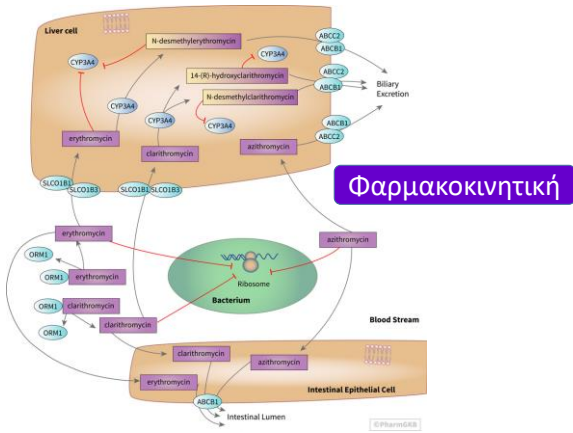 Liver cell
N-desmethylerythromycin
ABCC2
ABCB1
CYP3A4
CYP3A4
14-(R)-hydroxyclarithromycin
ABCC2
ABCB1
Biliary
Excretion
N-desmethylclarithromycin
CYP3A4
CYP3A4
CYP3A4
ABCB1
ABCC2
erythromycin
clarithromycin
azithromycin
SLCO1B1
SLCO1B3
SLCO1B1
SLCO1B3
Φαρμακοκινητική
erythromycin
azithromycin
ORM1
ORM1
erythromycin
Ribosome
Bacterium
ORM1
clarithromycin
ORM1
clarithromycin
Blood Stream
clarithromycin
azithromycin
erythromycin
Intestinal Epithelial Cell
ABCB1
Intestinal Lumen
©PharmGKB